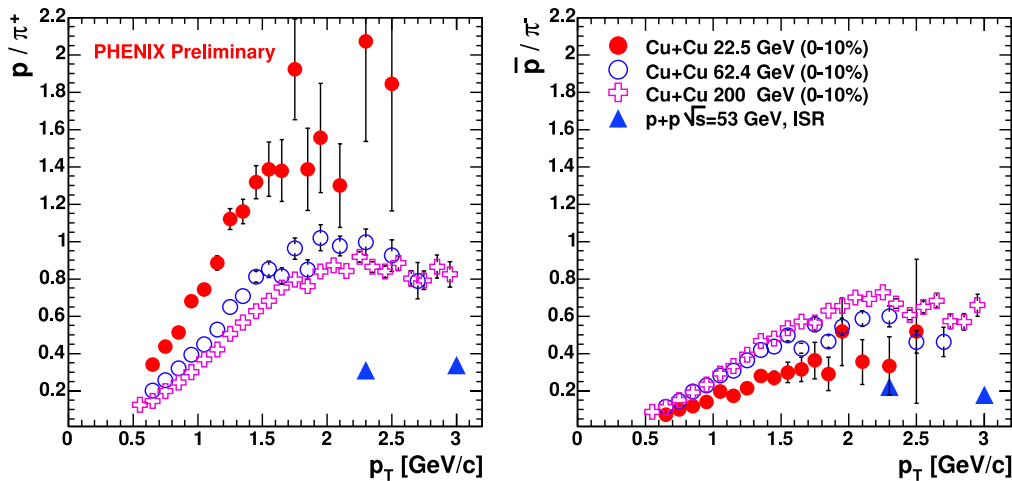 p / π⁺
2.2
2
1.8
1.6
1.4
1.2
1
0.8
0.6
0.4
0.2
PHENIX Preliminary
0 0.5 1 1.5 2 2.5 3
p_T [GeV/c]
p̅ / π⁻
2.2
2
1.8
1.6
1.4
1.2
1
0.8
0.6
0.4
0.2
Cu+Cu 22.5 GeV (0-10%)
Cu+Cu 62.4 GeV (0-10%)
Cu+Cu 200 GeV (0-10%)
p+p √s=53 GeV, ISR
0 0.5 1 1.5 2 2.5 3
p_T [GeV/c]